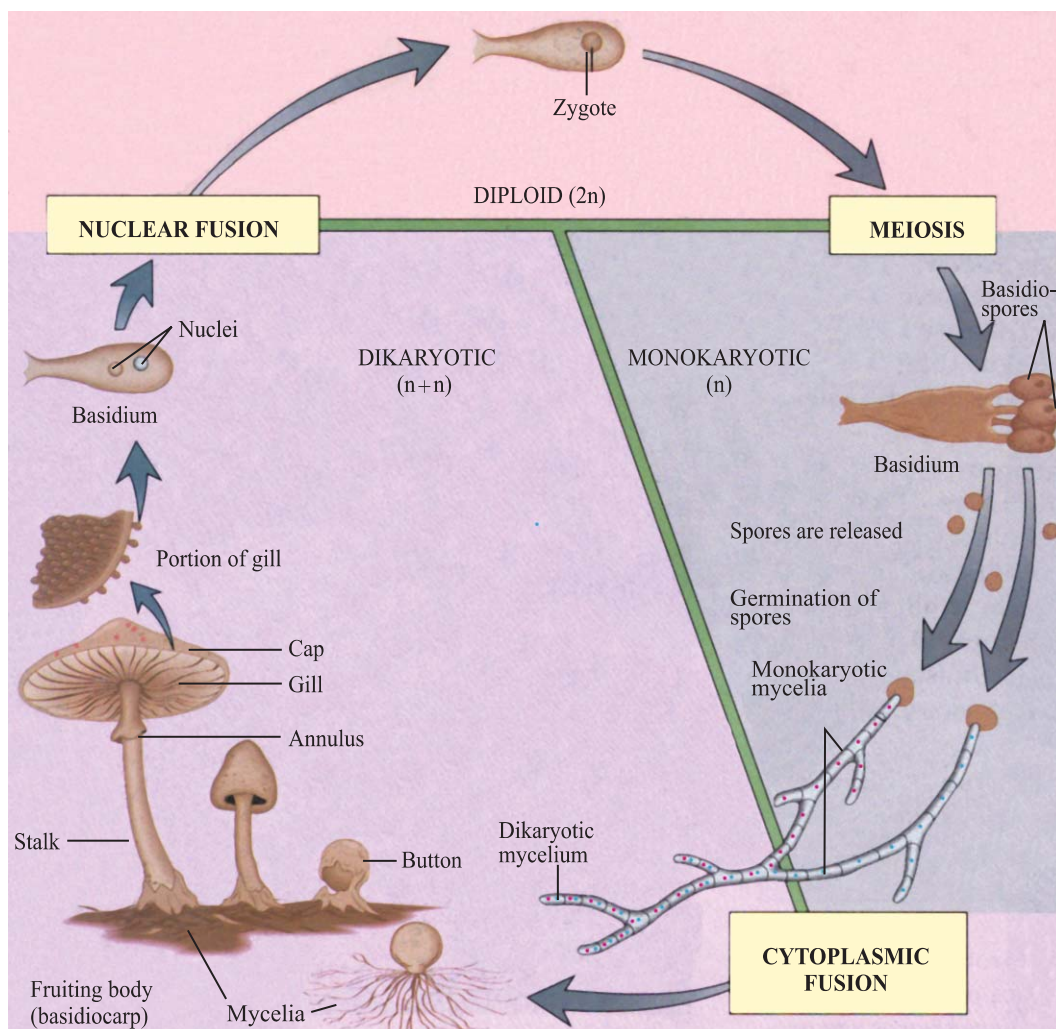 Zygote
DIPLOID (2n)
NUCLEAR FUSION
MEIOSIS
Basidio-
spores
Nuclei
DIKARYOTIC
(n+n)
MONOKARYOTIC
(n)
Basidium
Basidium
Spores are released
Portion of gill
Germination of
spores
Cap
Gill
Monokaryotic
mycelia
Annulus
Stalk
Dikaryotic
mycelium
Button
CYTOPLASMIC
FUSION
Fruiting body
(basidiocarp)
Mycelia